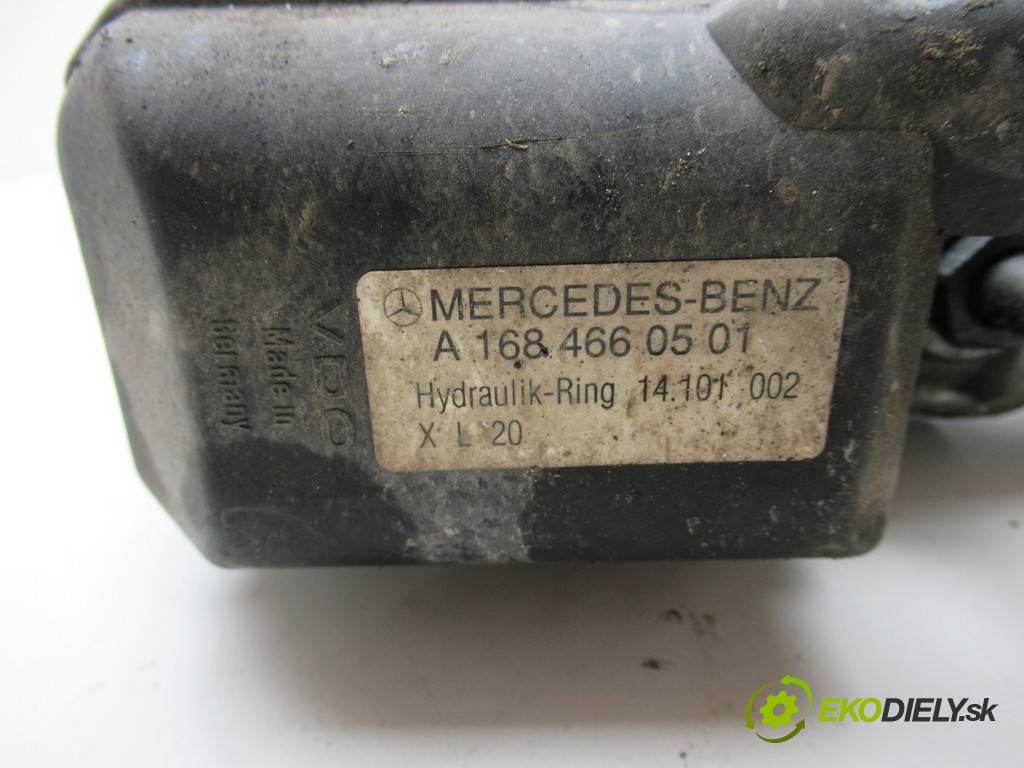 MERCEDES-BENZ
A 168 466 05 01
Hydraulik-Ring 14.101 002
X L 20
VDO
Made in
Germany
EKODIELY.sk